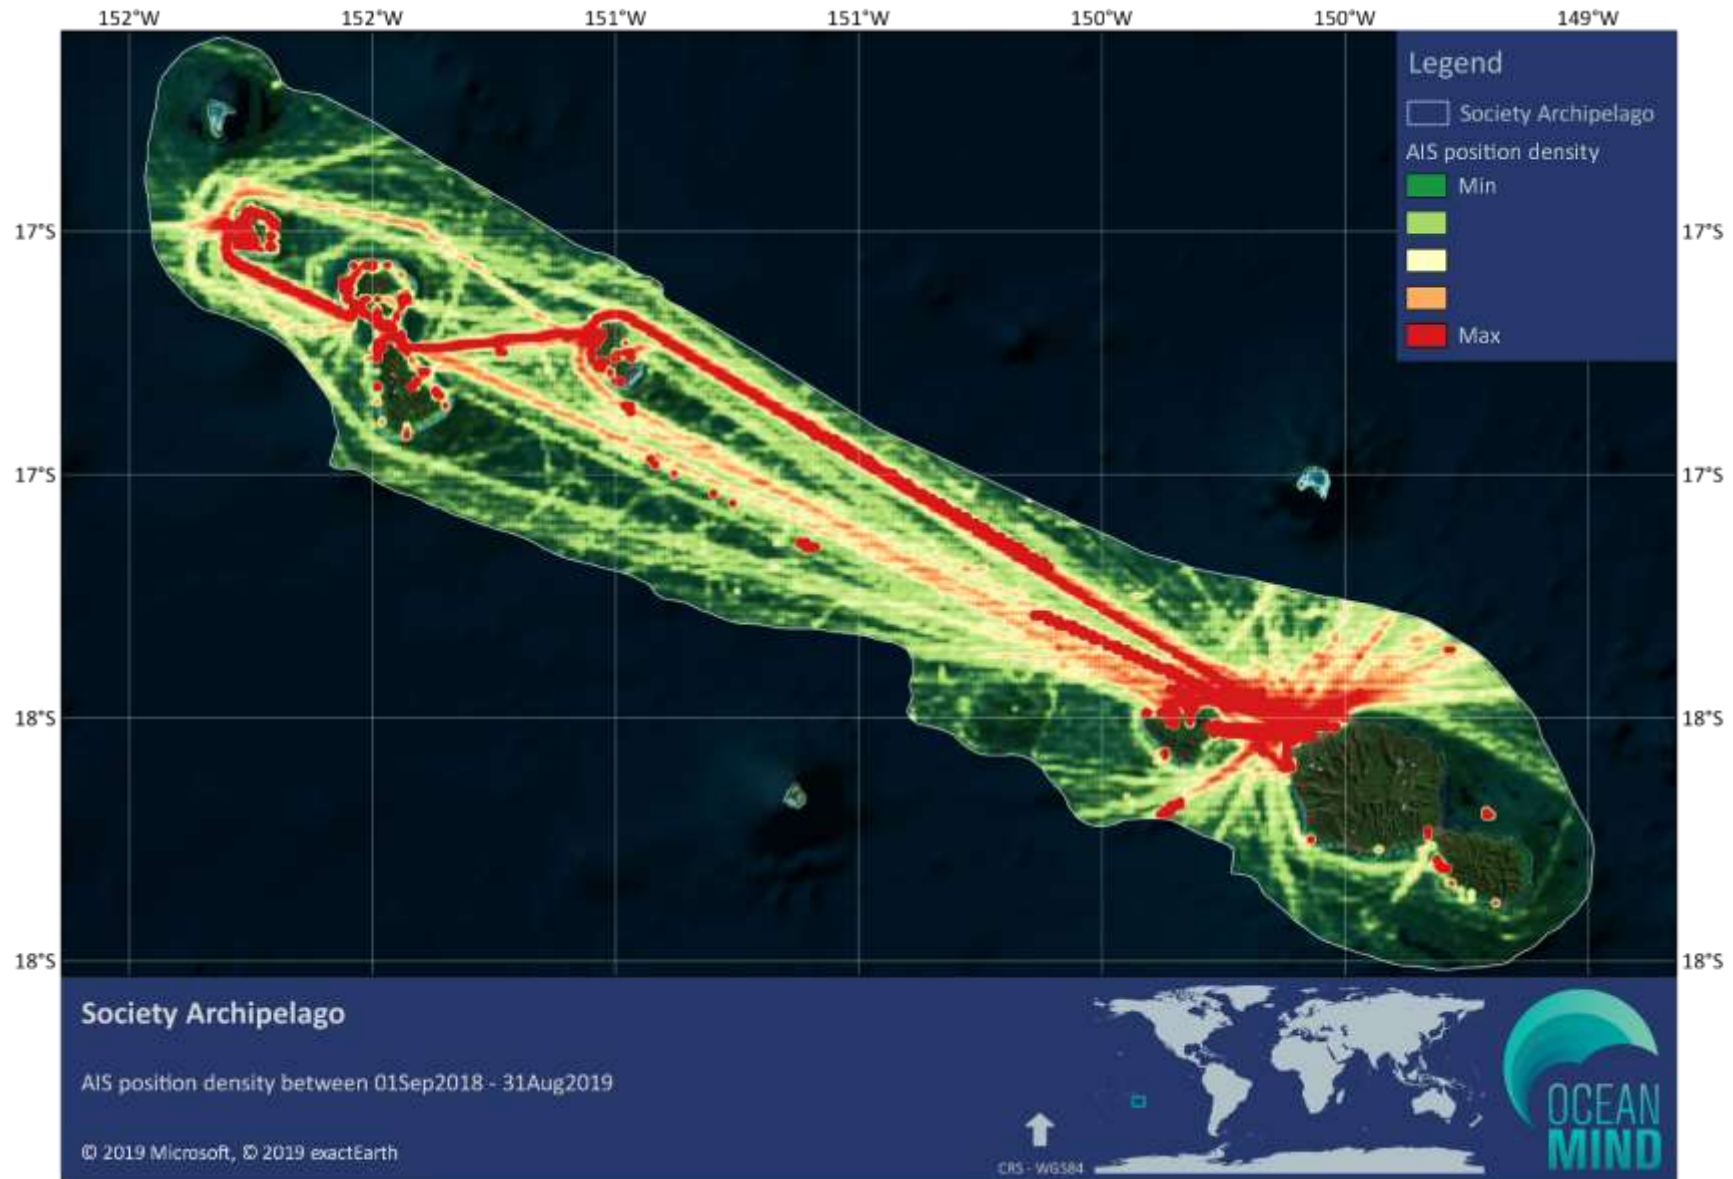 152°W 152°W 151°W 151°W 150°W 150°W 149°W
Legend
Society Archipelago
AIS position density
Min
Max
17°S 17°S
17°S 17°S
18°S 18°S
18°S 18°S
Society Archipelago
AIS position density between 01Sep2018 - 31Aug2019
© 2019 Microsoft, © 2019 exactEarth
CRS - WGS84
OCEAN
MIND